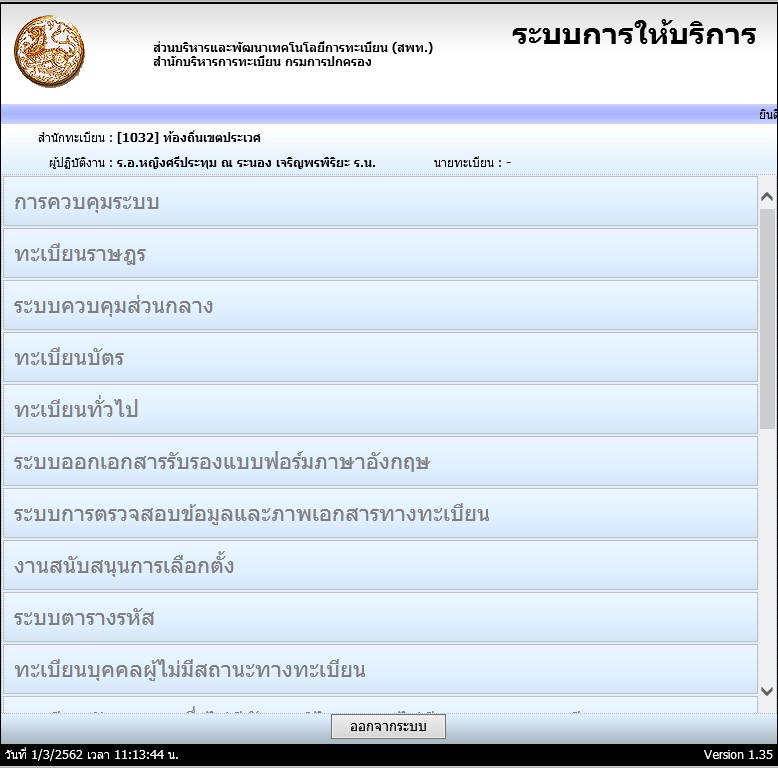 ระบบการให้บริการ
ส่วนบริหารและพัฒนาเทคโนโลยีการทะเบียน (สพท.)
สำนักบริหารการทะเบียน กรมการปกครอง
สำนักทะเบียน : [1032] ท้องถิ่นเขตประเวศ
ผู้ปฏิบัติงาน : ร.อ.หญิงศรีประทุม ณ ระนอง เจริญพรพิริยะ ร.น. นายทะเบียน : -
การควบคุมระบบ
ทะเบียนราษฎร
ระบบควบคุมส่วนกลาง
ทะเบียนบัตร
ทะเบียนทั่วไป
ระบบออกเอกสารรับรองแบบฟอร์มภาษาอังกฤษ
ระบบการตรวจสอบข้อมูลและภาพเอกสารทางทะเบียน
งานสนับสนุนการเลือกตั้ง
ระบบตารางรหัส
ทะเบียนบุคคลผู้ไม่มีสถานะทางทะเบียน
ออกจากระบบ
วันที่ 1/3/2562 เวลา 11:13:44 น. Version 1.35